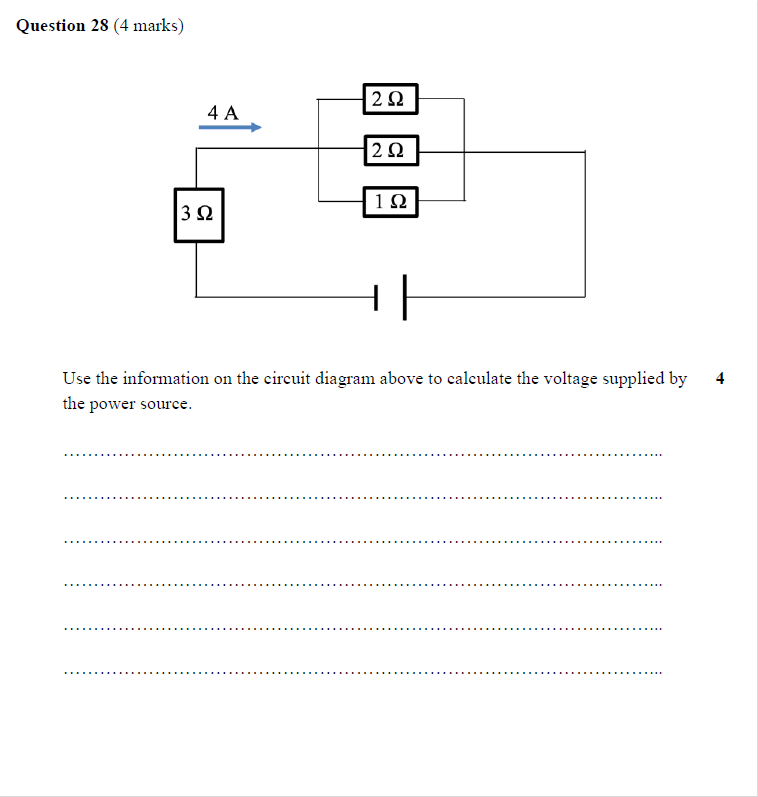 Question 28 (4 marks)
4 A
2 Ω
2 Ω
1 Ω
3 Ω
Use the information on the circuit diagram above to calculate the voltage supplied by 4
the power source.